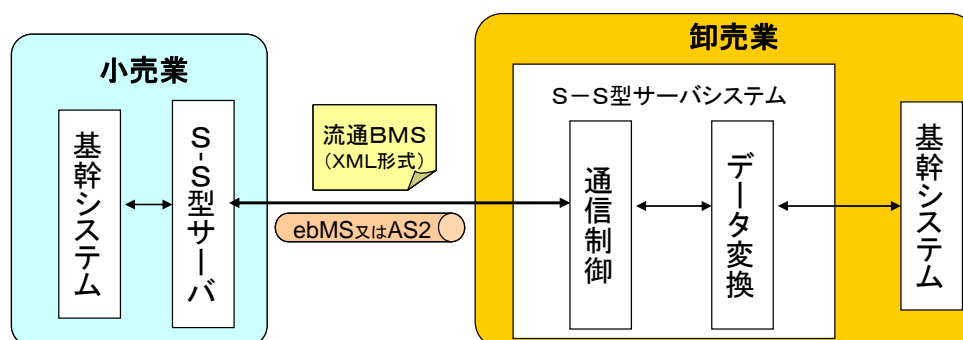 小売業
基幹システム
S-S型サーバ
流通BMS
（XML形式）
ebMS又はAS2
卸売業
S－S型サーバシステム
通信制御
データ変換
基幹システム